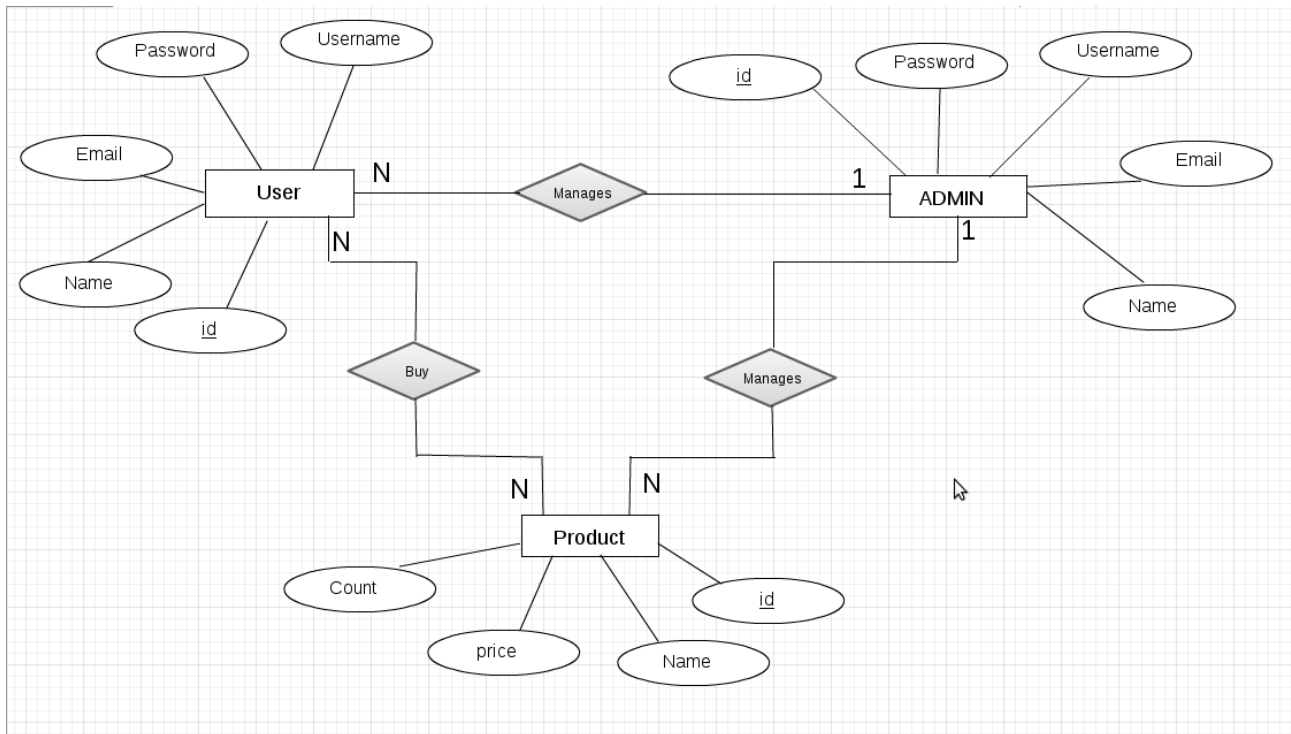 Password
Username
Email
User
Name
id
N
Manages
1
id
Password
Username
Email
ADMIN
Name
N
1
Buy
Manages
N
N
Product
Count
price
Name
id